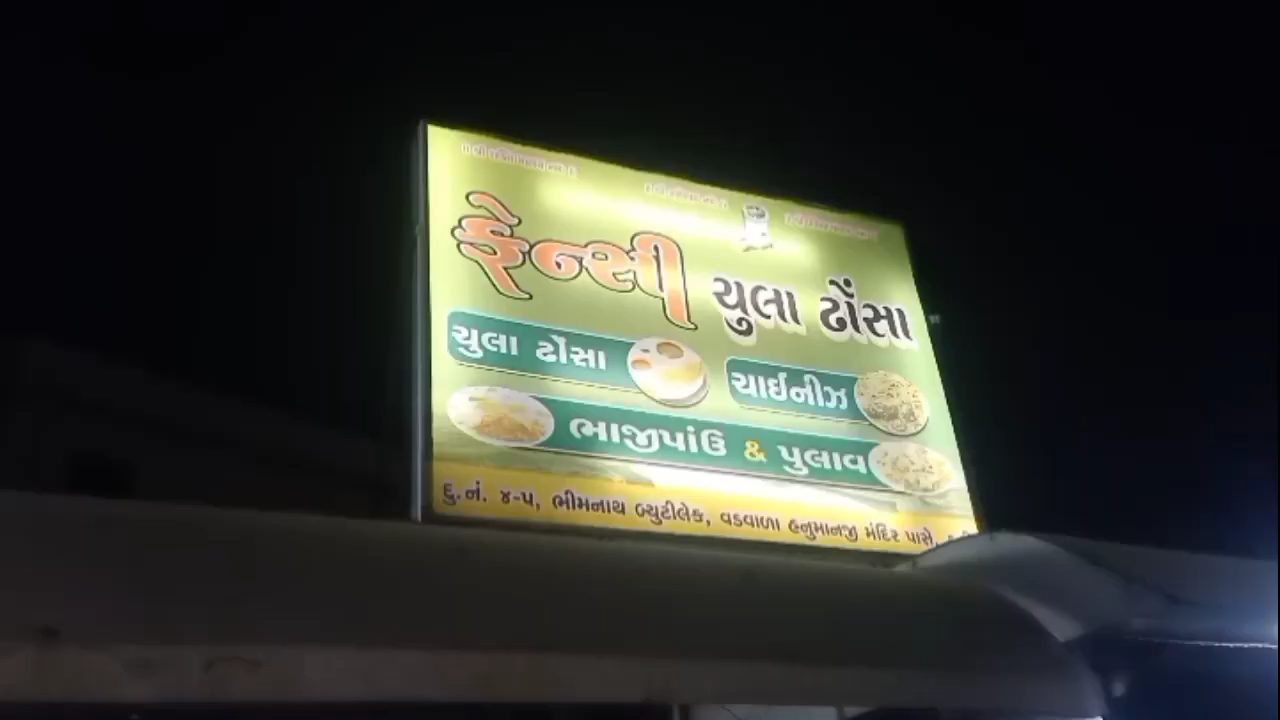 ફેન્સી ચુલા ઢોંસા
ચુલા ઢોંસા
ચાઈનીઝ
ભાજીપાંઉ & પુલાવ
દુ.નં. ૪-૫, ભીમનાથ બ્યુટીલેક, વડવાળા હનુમાનજી મંદિર પાસે,